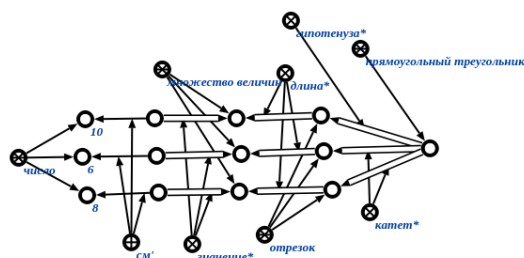 гипотенуза*
прямоугольный треугольник
множество величин
длина*
10
число
6
8
катет*
см'
значение*
отрезок